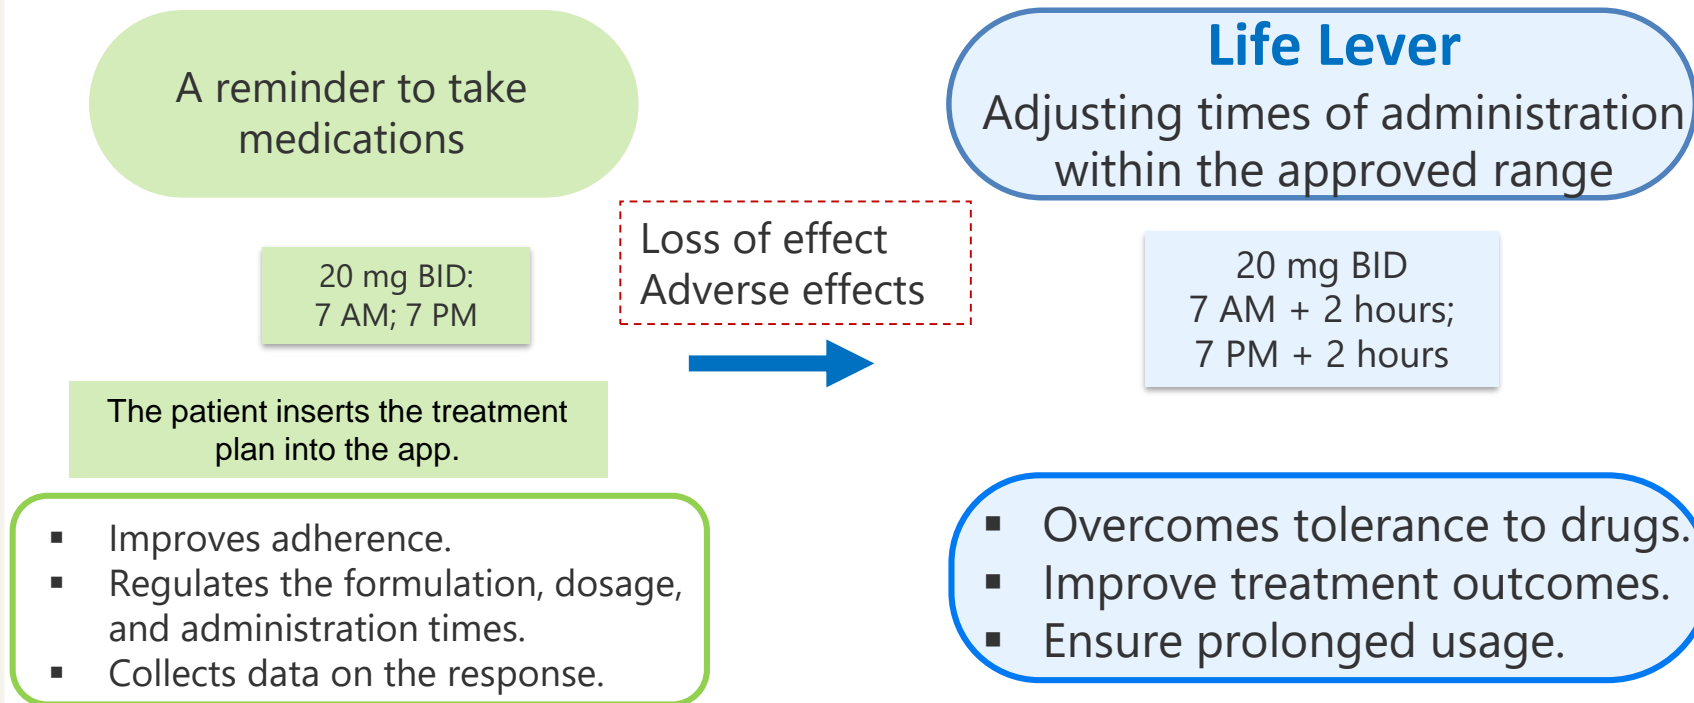 A reminder to take
medications
20 mg BID:
7 AM; 7 PM
The patient inserts the treatment
plan into the app.
▪ Improves adherence.
▪ Regulates the formulation, dosage,
and administration times.
▪ Collects data on the response.
Loss of effect
Adverse effects
Life Lever
Adjusting times of administration
within the approved range
20 mg BID
7 AM + 2 hours;
7 PM + 2 hours
▪ Overcomes tolerance to drugs.
▪ Improve treatment outcomes.
▪ Ensure prolonged usage.